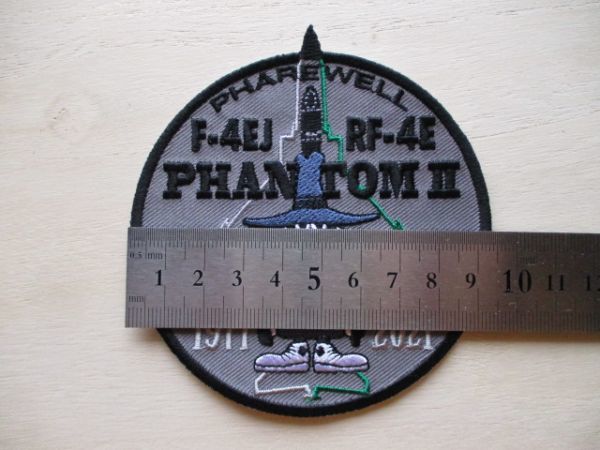 PHAREWELL
F-4EJ RF-4E
PHANTOM II
0.5 mm
1 2 3 4 5 6 7 8 9 10 11
mm